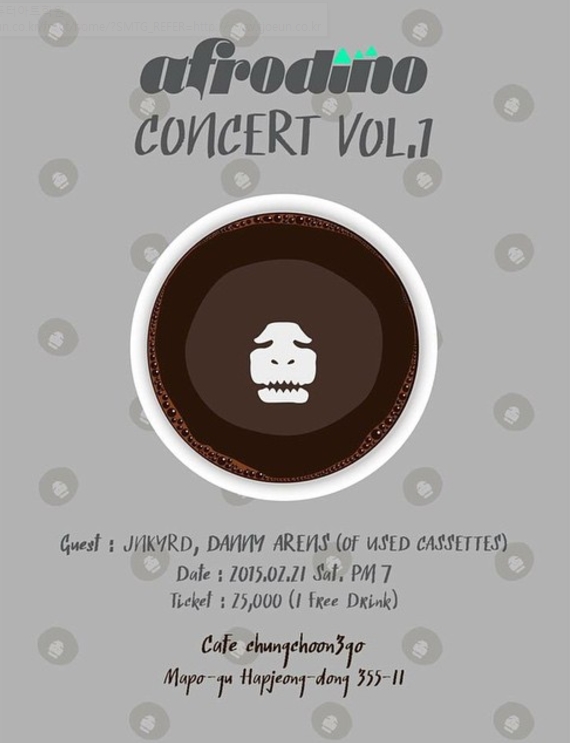 afrodino
CONCERT VOL.1
Guest : JNKYRD, DANNY ARENS (OF USED CASSETTES)
Date : 2015.02.21 Sat. PM 7
Ticket : 25,000 (1 Free Drink)
Cafe chungchoon3go
Mapo-gu Hapjeong-dong 355-11